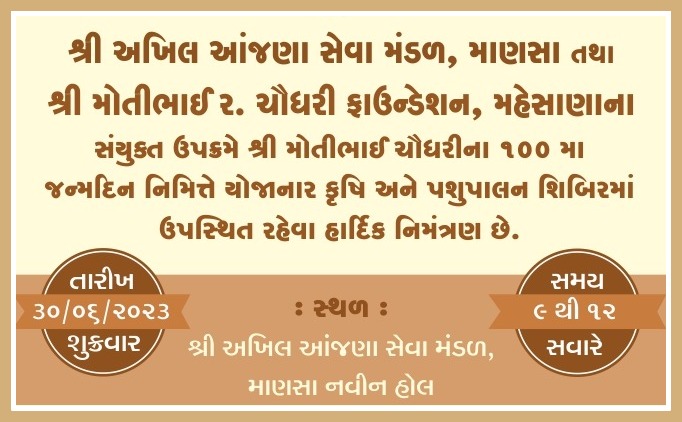 શ્રી અખિલ આંજણા સેવા મંડળ, માણસા તથા
શ્રી મોતીભાઈ ર. ચૌધરી ફાઉન્ડેશન, મહેસાણાના
સંયુક્ત ઉપક્રમે શ્રી મોતીભાઈ ચૌધરીના ૧૦૦ મા
જન્મદિન નિમિત્તે યોજાનાર કૃષિ અને પશુપાલન શિબિરમાં
ઉપસ્થિત રહેવા હાર્દિક નિમંત્રણ છે.
તારીખ
૩૦/૦૬/૨૦૨૩
શુક્રવાર
: સ્થળ :
શ્રી અખિલ આંજણા સેવા મંડળ,
માણસા નવીન હોલ
સમય
૯ થી ૧૨
સવારે